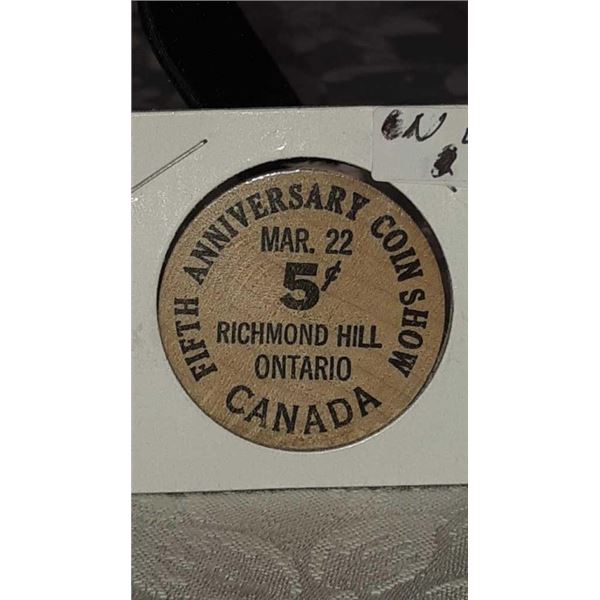 FIFTH ANNIVERSARY COIN SHOW
MAR. 22
5¢
RICHMOND HILL
ONTARIO
CANADA